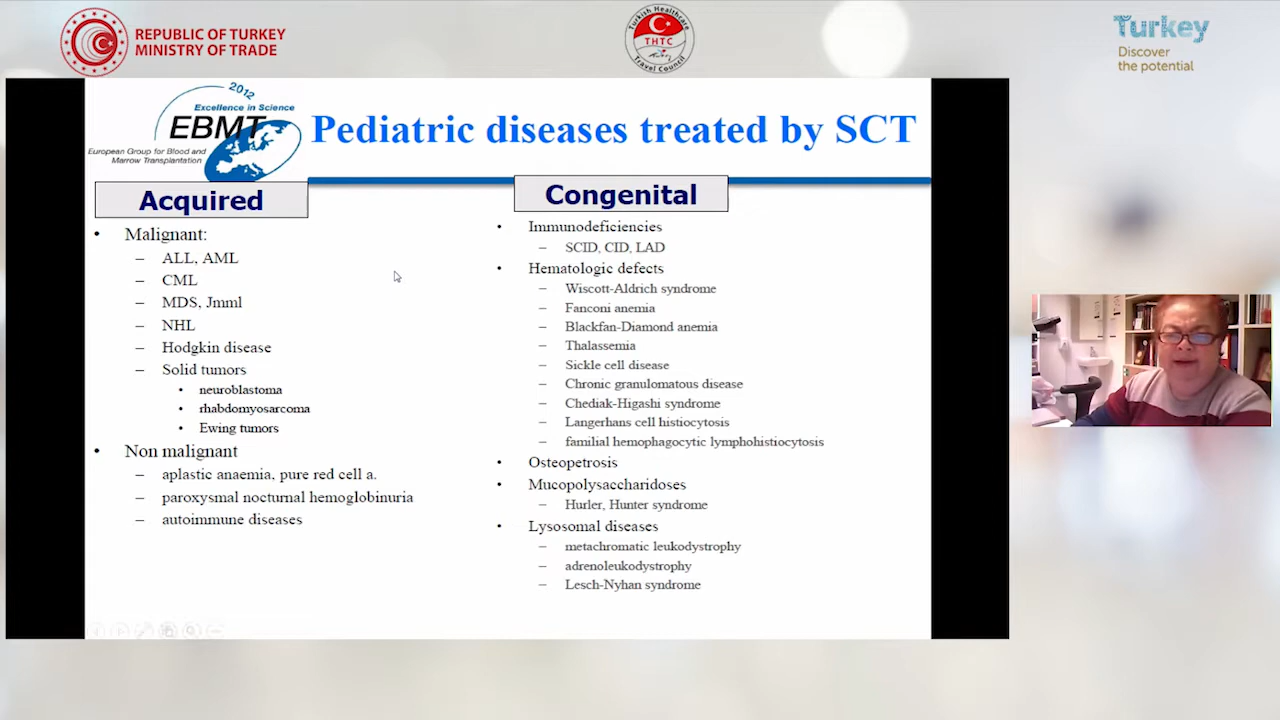 REPUBLIC OF TURKEY
MINISTRY OF TRADE
Turkish Healthcare
THTC
Travel Council
Turkey
Discover
the potential
2012
Excellence in Science
EBMT
European Group for Blood and
Marrow Transplantation
Pediatric diseases treated by SCT
Acquired
• Malignant:
– ALL, AML
– CML
– MDS, Jmml
– NHL
– Hodgkin disease
– Solid tumors
• neuroblastoma
• rhabdomyosarcoma
• Ewing tumors
• Non malignant
– aplastic anaemia, pure red cell a.
– paroxysmal nocturnal hemoglobinuria
– autoimmune diseases
Congenital
• Immunodeficiencies
– SCID, CID, LAD
• Hematologic defects
– Wiscott-Aldrich syndrome
– Fanconi anemia
– Blackfan-Diamond anemia
– Thalassemia
– Sickle cell disease
– Chronic granulomatous disease
– Chediak-Higashi syndrome
– Langerhans cell histiocytosis
– familial hemophagocytic lymphohistiocytosis
• Osteopetrosis
• Mucopolysaccharidoses
– Hurler, Hunter syndrome
• Lysosomal diseases
– metachromatic leukodystrophy
– adrenoleukodystrophy
– Lesch-Nyhan syndrome